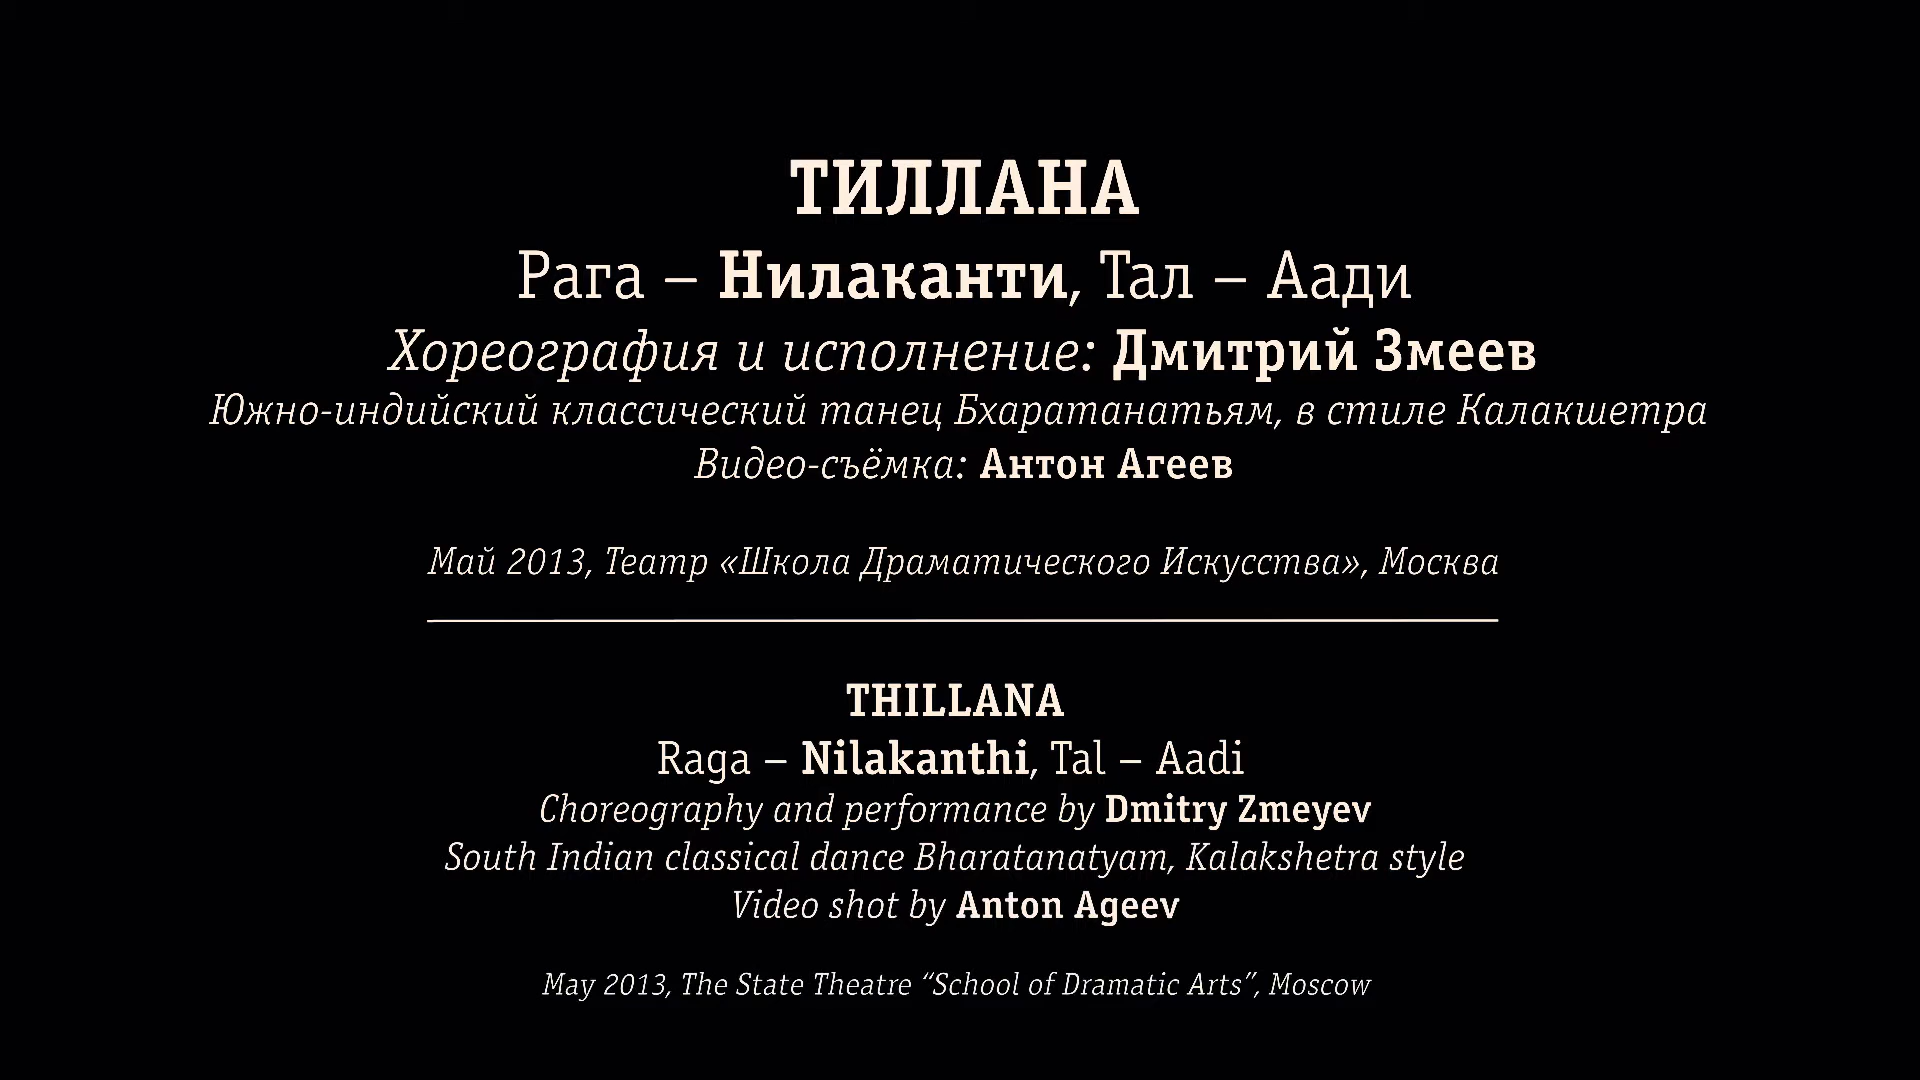 ТИЛЛАНА
Рага – Нилаканти, Тал – Аади
Хореография и исполнение: Дмитрий Змеев
Южно-индийский классический танец Бхаратанатьям, в стиле Калакшетра
Видео-съёмка: Антон Агеев
Май 2013, Театр «Школа Драматического Искусства», Москва
THILLANA
Raga – Nilakanthi, Tal – Aadi
Choreography and performance by Dmitry Zmeyev
South Indian classical dance Bharatanatyam, Kalakshetra style
Video shot by Anton Ageev
May 2013, The State Theatre “School of Dramatic Arts”, Moscow